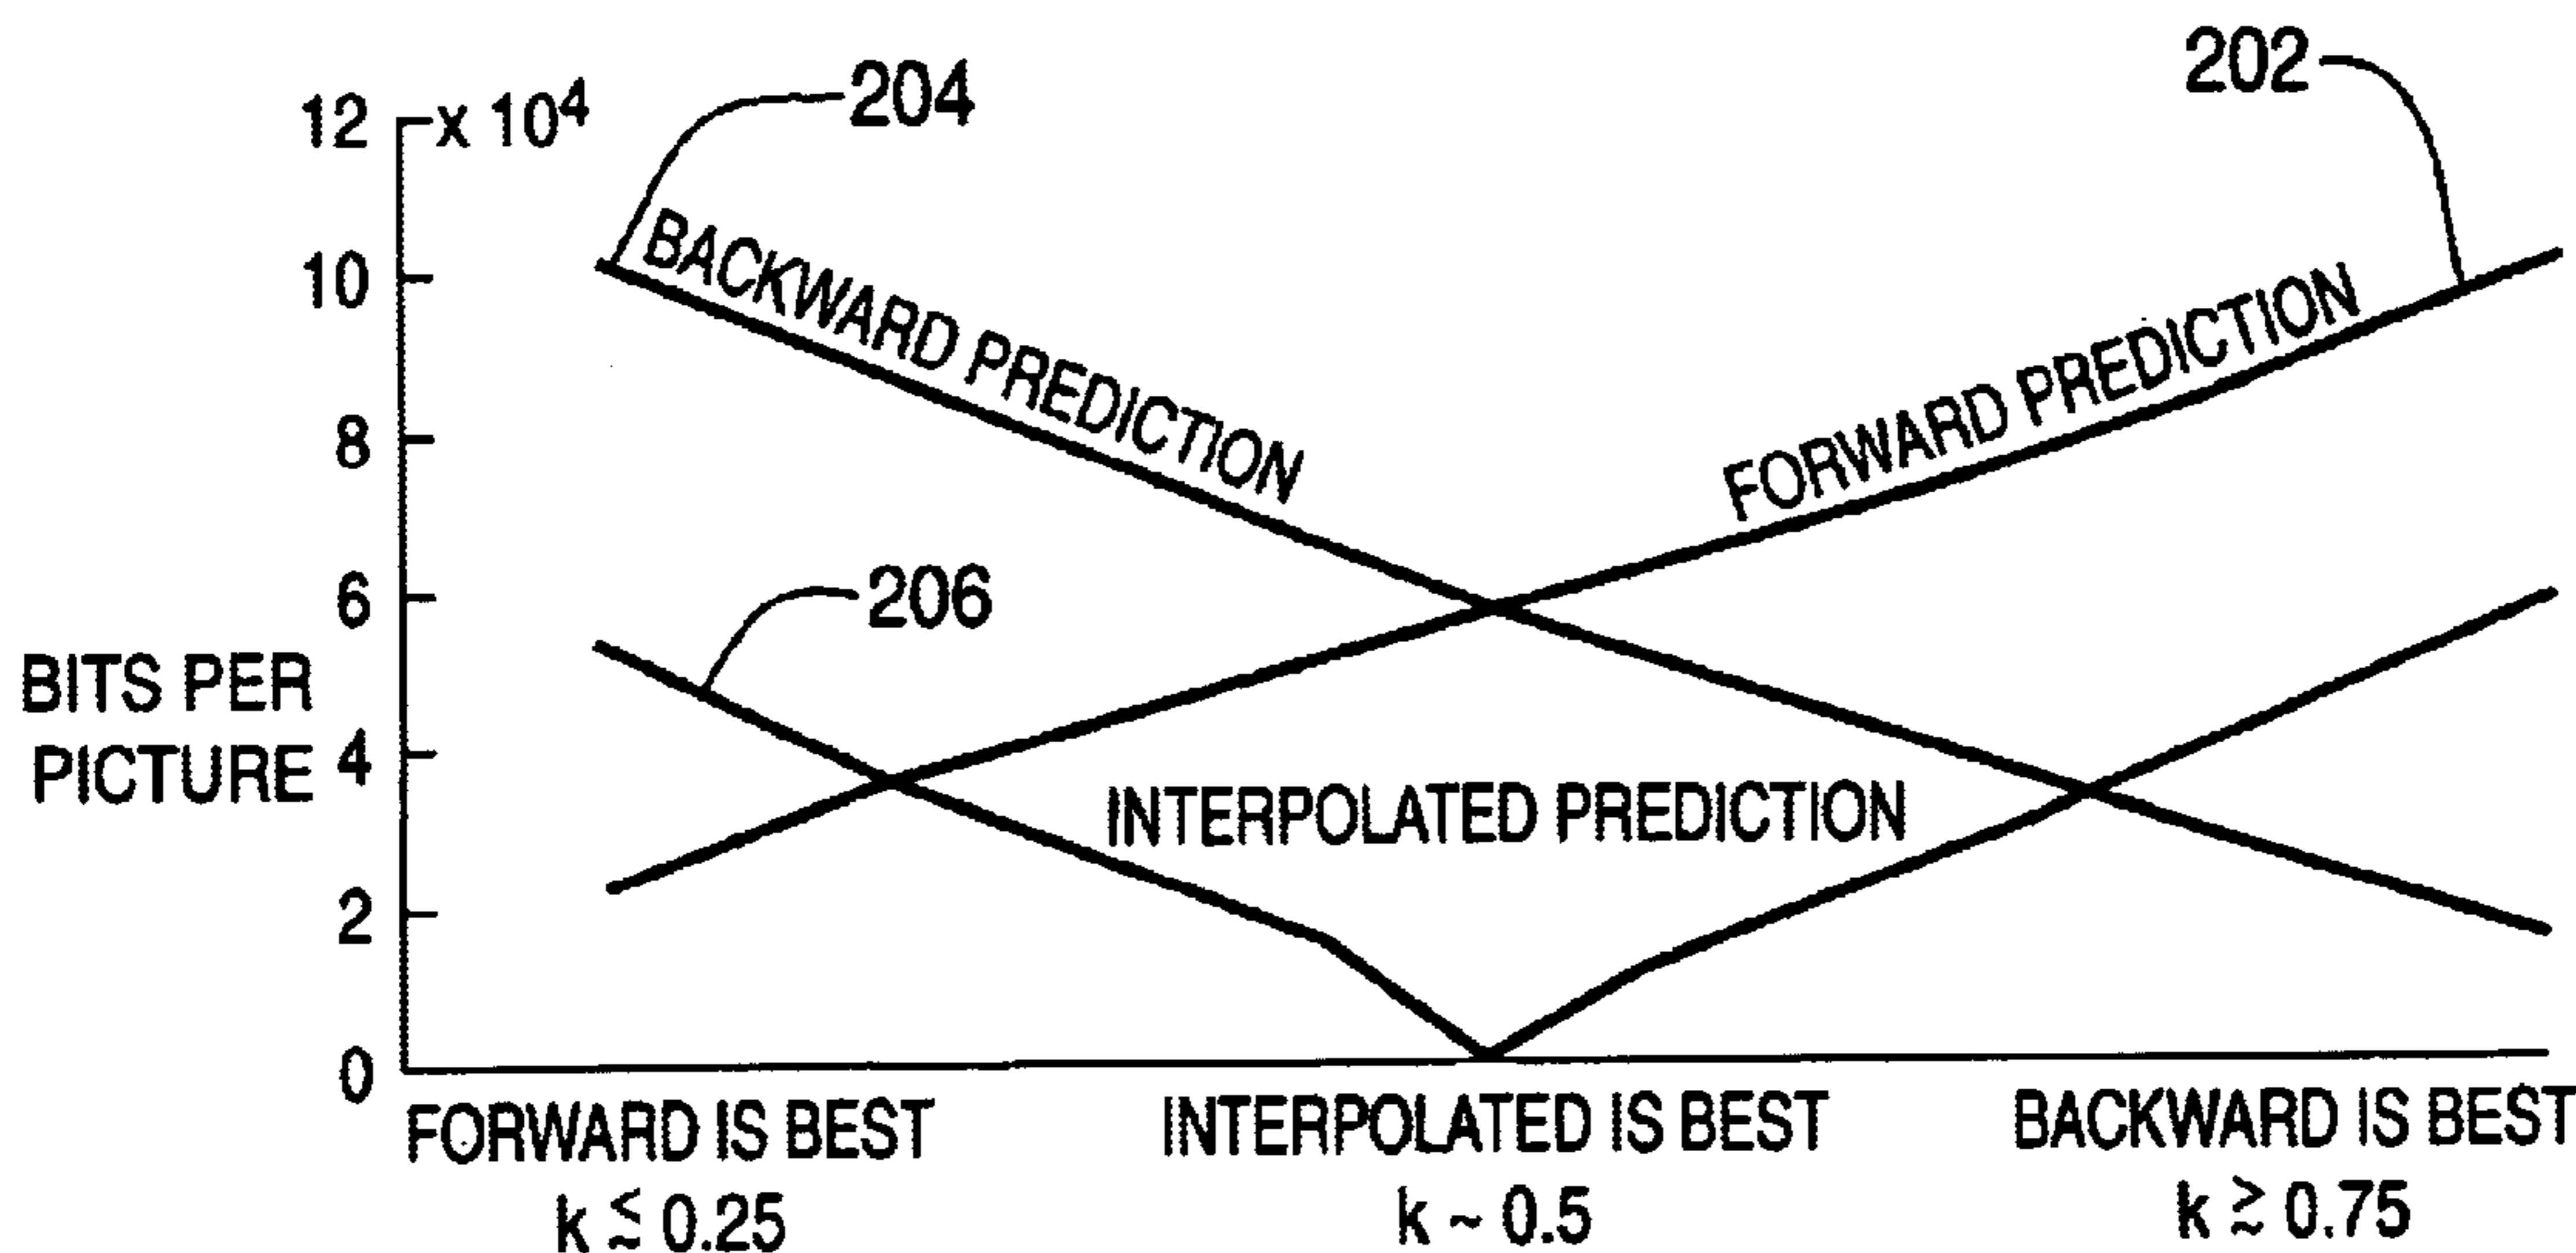 202
204
12
x 10⁴
BACKWARD PREDICTION
10
FORWARD PREDICTION
8
6
206
BITS PER
PICTURE
4
INTERPOLATED PREDICTION
2
0
FORWARD IS BEST
k ≲ 0.25
INTERPOLATED IS BEST
k ~ 0.5
BACKWARD IS BEST
k ≳ 0.75